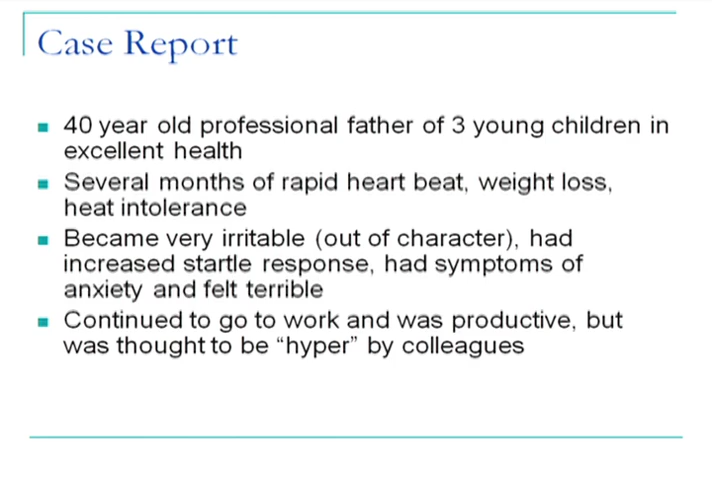 Case Report
40 year old professional father of 3 young children in
excellent health
Several months of rapid heart beat, weight loss,
heat intolerance
Became very irritable (out of character), had
increased startle response, had symptoms of
anxiety and felt terrible
Continued to go to work and was productive, but
was thought to be “hyper” by colleagues